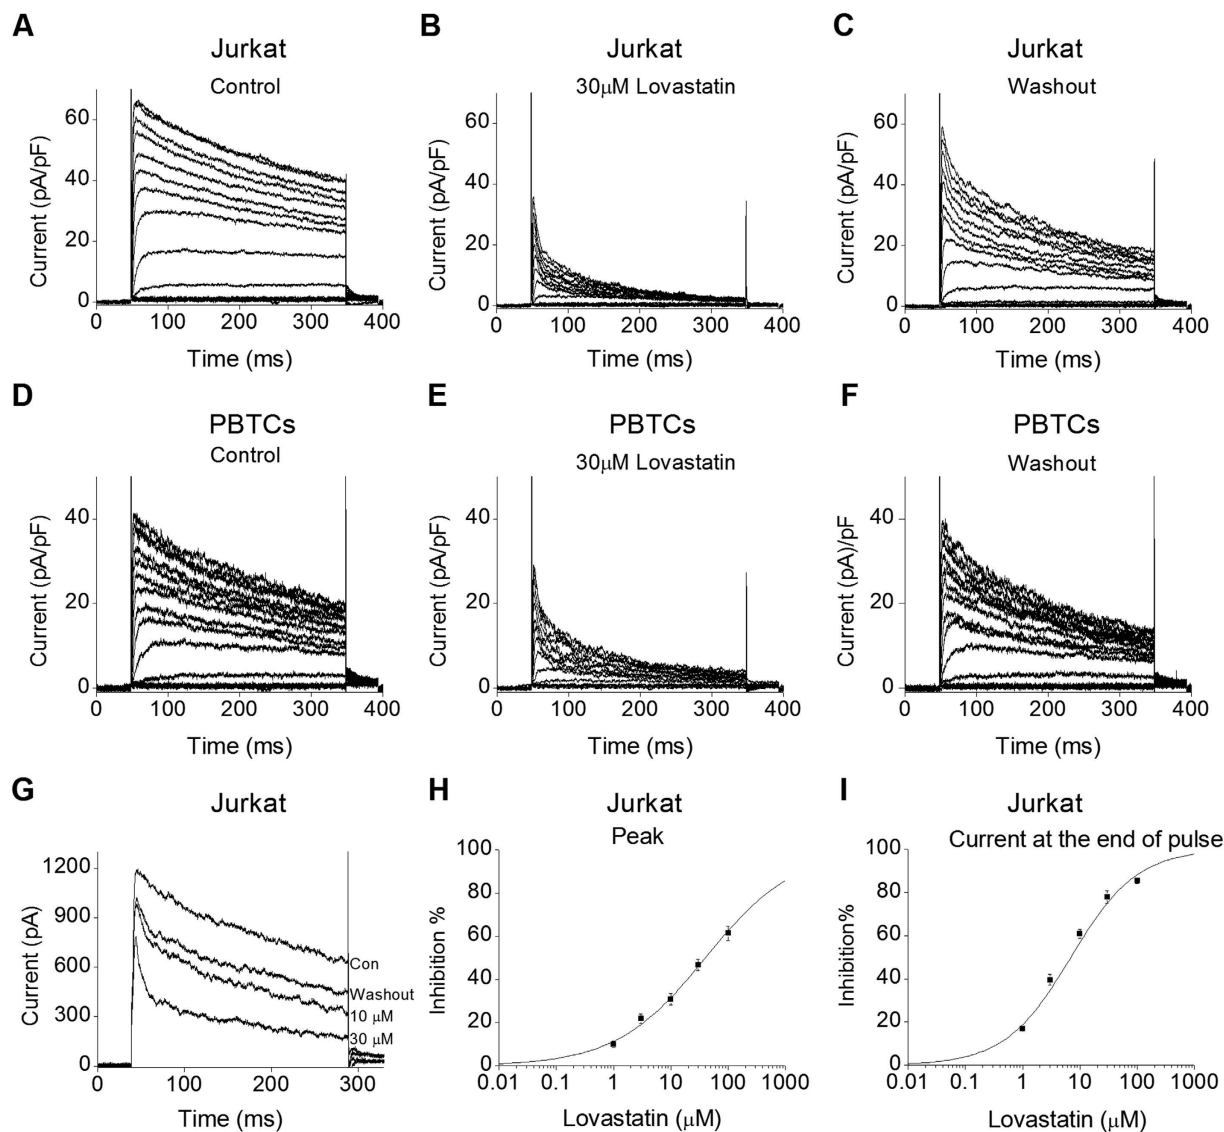 A
Jurkat
Control
Current (pA/pF)
60
40
20
0
0 100 200 300 400
Time (ms)
B
Jurkat
30μM Lovastatin
Current (pA/pF)
60
40
20
0
0 100 200 300 400
Time (ms)
C
Jurkat
Washout
Current (pA/pF)
60
40
20
0
0 100 200 300 400
Time (ms)
D
PBTCs
Control
Current (pA/pF)
40
20
0
0 100 200 300 400
Time (ms)
E
PBTCs
30μM Lovastatin
Current (pA/pF)
40
20
0
0 100 200 300 400
Time (ms)
F
PBTCs
Washout
Current (pA)/pF
40
20
0
0 100 200 300 400
Time (ms)
G
Jurkat
Current (pA)
1200
900
600
300
0
Con
Washout
10 μM
30 μM
0 100 200 300
Time (ms)
H
Jurkat
Peak
Inhibition %
100
80
60
40
20
0
0.01 0.1 1 10 100 1000
Lovastatin (μM)
I
Jurkat
Current at the end of pulse
Inhibition%
100
80
60
40
20
0
0.01 0.1 1 10 100 1000
Lovastatin (μM)